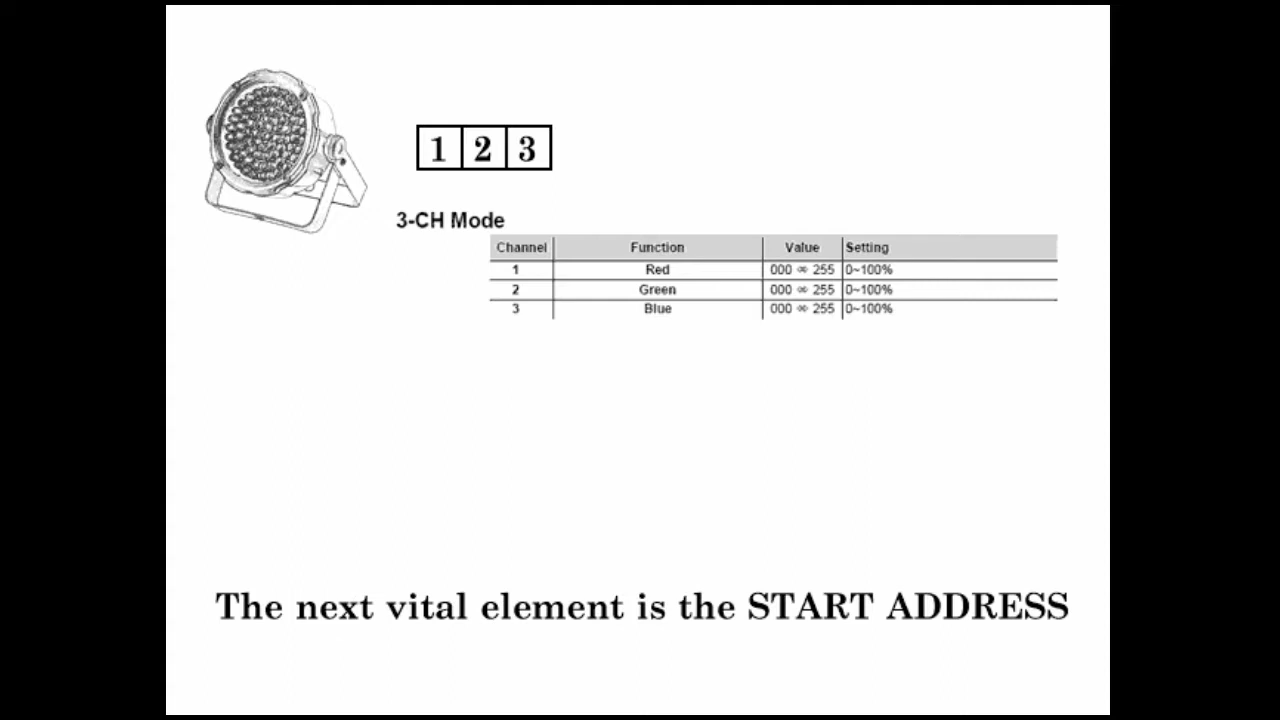 1 2 3
3-CH Mode
Channel Function Value Setting
1 Red 000 ⇔ 255 0~100%
2 Green 000 ⇔ 255 0~100%
3 Blue 000 ⇔ 255 0~100%
The next vital element is the START ADDRESS